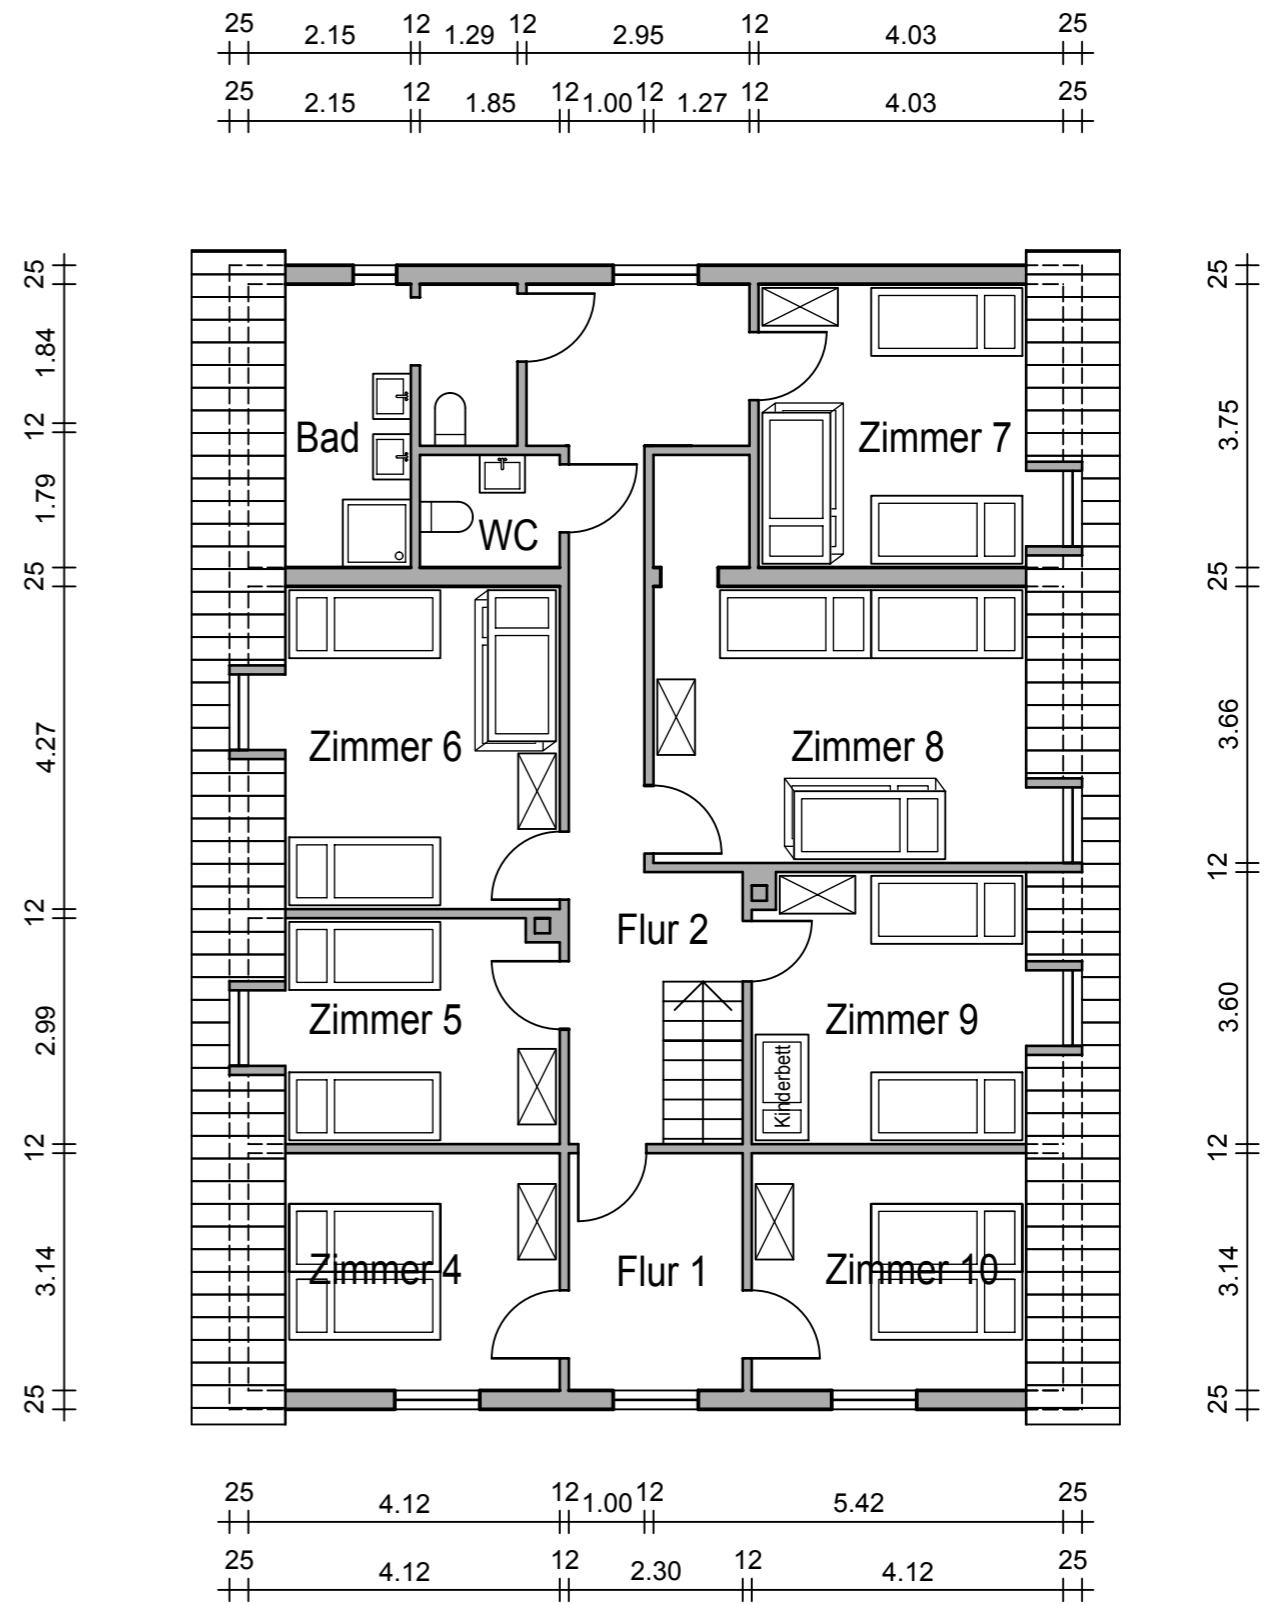 25 2.15 12 1.29 12 2.95 12 4.03 25
25 2.15 12 1.85 12 1.00 12 1.27 12 4.03 25
25
1.84
12
1.79
25
4.27
12
2.99
12
3.14
25
Bad
WC
Zimmer 7
Zimmer 6
Zimmer 8
Flur 2
Zimmer 5
Zimmer 9
Kinderbett
Zimmer 4
Flur 1
Zimmer 10
25
3.75
25
3.66
12
3.60
12
3.14
25
25 4.12 12 1.00 12 5.42 25
25 4.12 12 2.30 12 4.12 25